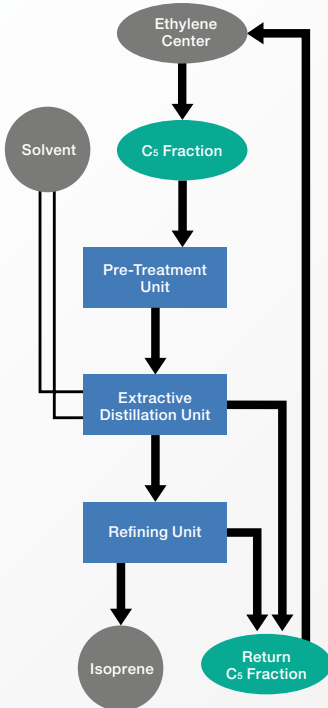 Ethylene
Center
Solvent
C₅ Fraction
Pre-Treatment
Unit
Extractive
Distillation Unit
Refining Unit
Isoprene
Return
C₅ Fraction